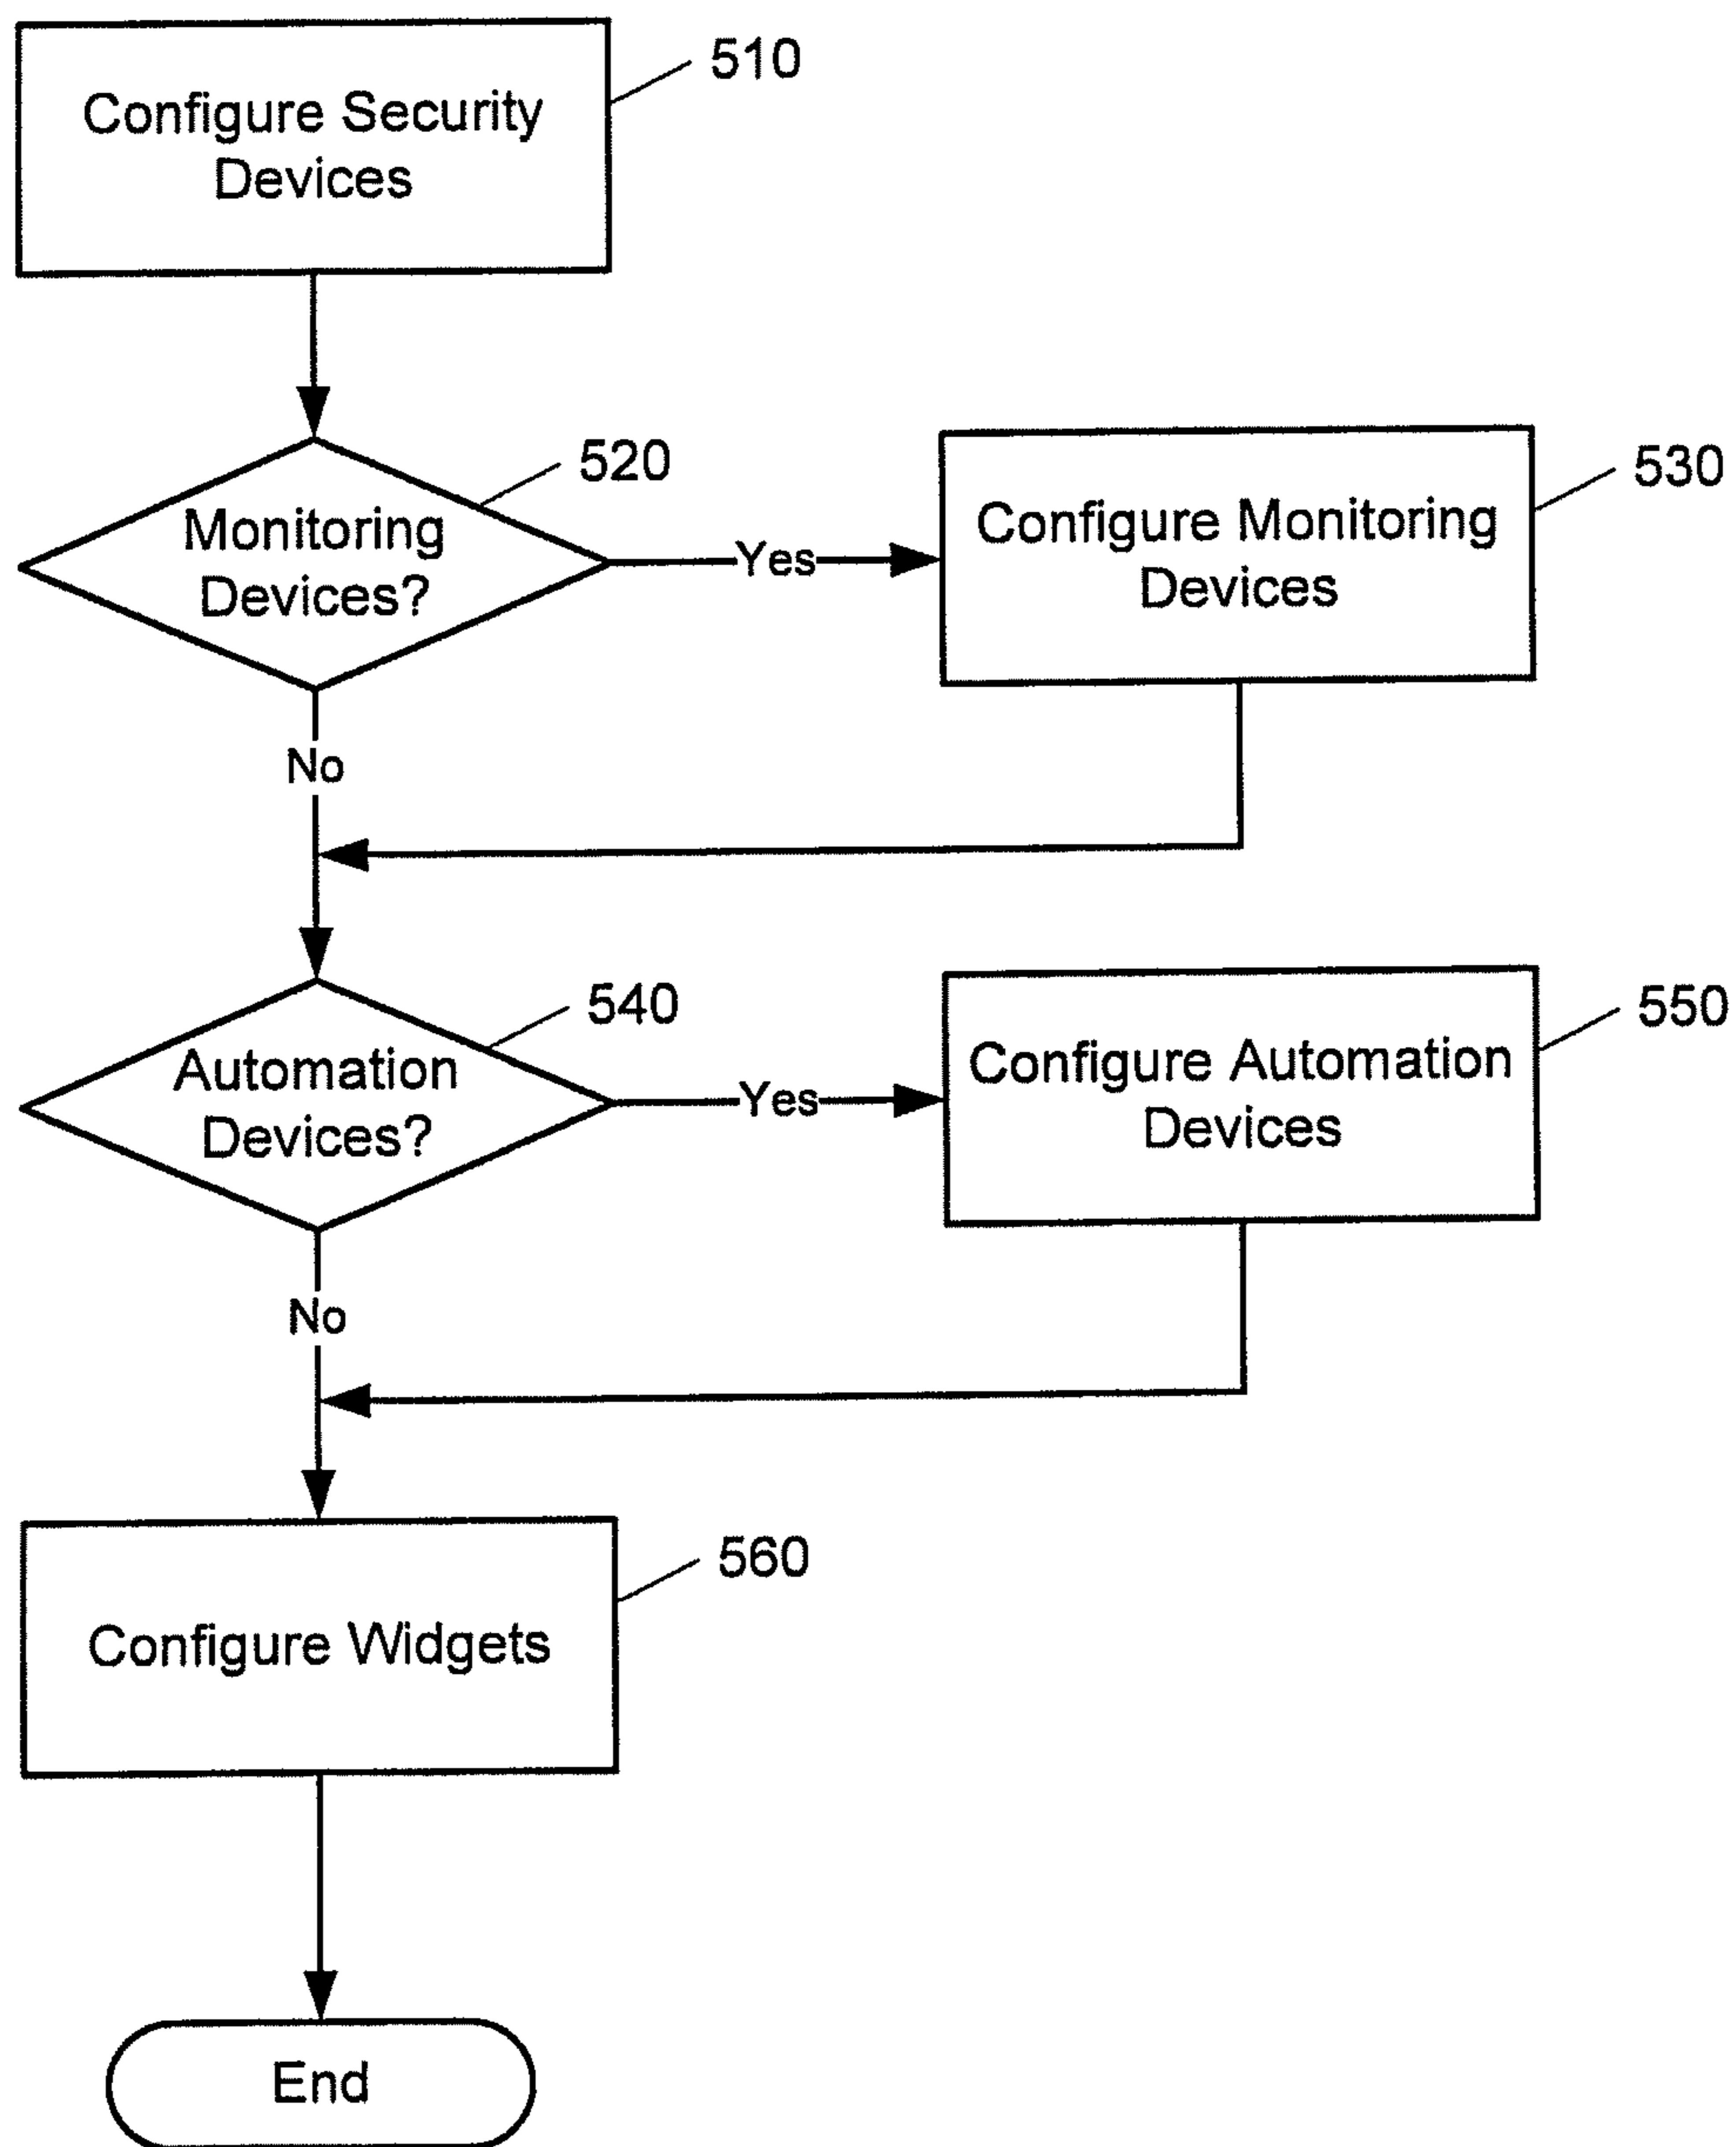 Configure Security
Devices
510
Monitoring
Devices?
520
Yes
Configure Monitoring
Devices
530
No
Automation
Devices?
540
Yes
Configure Automation
Devices
550
No
Configure Widgets
560
End